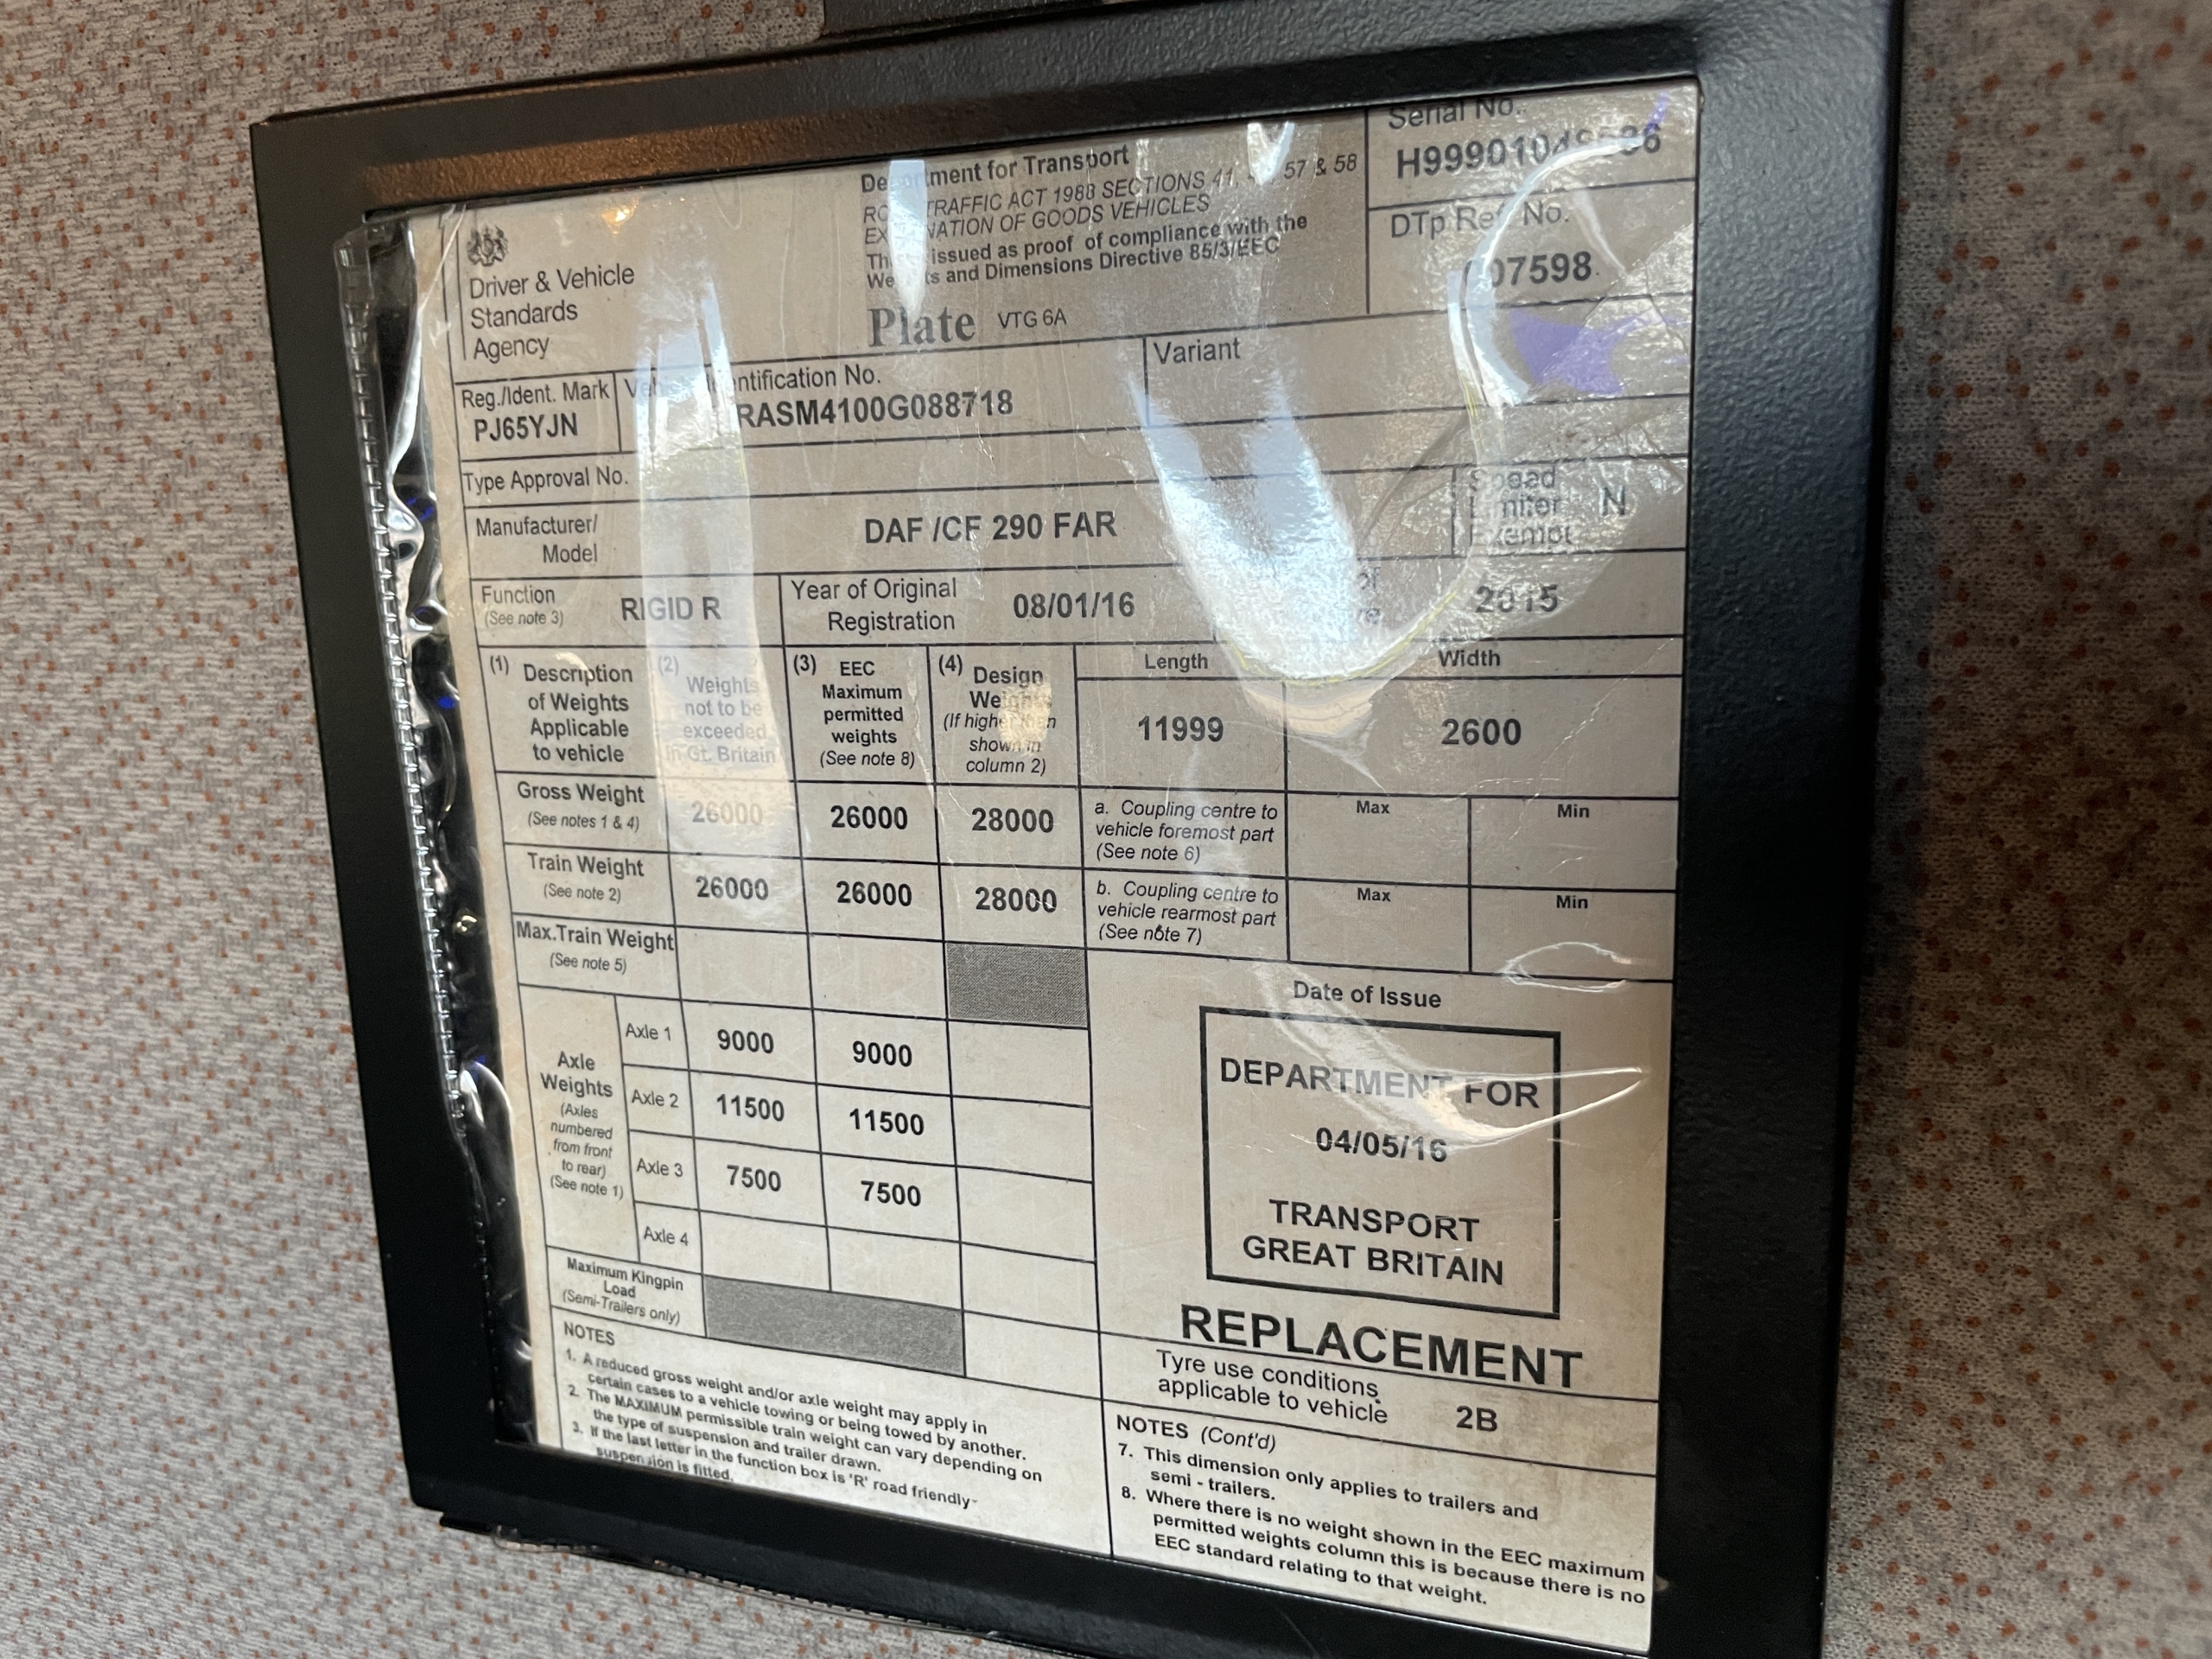 Department for Transport
TRAFFIC ACT 1988 SECTIONS 41, 57 & 58
OF GOODS VEHICLES
issued as proof of compliance with the
and Dimensions Directive 85/3/EEC
Plate VTG 6A
Serial No.
DTp Ref. No.
07598
Driver & Vehicle
Standards
Agency
Reg./Ident. Mark
PJ65YJN
Identification No.
RASM4100G088718
Variant
Type Approval No.
Manufacturer/
Model
DAF /CF 290 FAR
Speed
Limiter
Exempt
N
Function
(See note 3)
RIGID R
Year of Original
Registration
08/01/16
2015
(1) Description
of Weights
Applicable
to vehicle
(2) Weights
not to be
exceeded
in Gt. Britain
(3) EEC
Maximum
permitted
weights
(See note 8)
(4) Design
Weights
(If higher than
shown in
column 2)
Length
11999
Width
2600
Gross Weight
(See notes 1 & 4)
26000
26000
28000
a. Coupling centre to
vehicle foremost part
(See note 6)
Max
Min
Train Weight
(See note 2)
26000
26000
28000
b. Coupling centre to
vehicle rearmost part
(See note 7)
Max
Min
Max.Train Weight
(See note 5)
Axle
Weights
(Axles
numbered
from front
to rear)
(See note 1)
Axle 1
9000
9000
Axle 2
11500
11500
Axle 3
7500
7500
Axle 4
Maximum Kingpin
Load
(Semi-Trailers only)
Date of Issue
DEPARTMENT FOR
04/05/16
TRANSPORT
GREAT BRITAIN
REPLACEMENT
Tyre use conditions
applicable to vehicle
2B
NOTES
1. A reduced gross weight and/or axle weight may apply in
certain cases to a vehicle towing or being towed by another.
2. The MAXIMUM permissible train weight can vary depending on
the type of suspension and trailer drawn.
3. If the last letter in the function box is 'R' road friendly
suspension is fitted.
NOTES (Cont'd)
7. This dimension only applies to trailers and
semi - trailers.
8. Where there is no weight shown in the EEC maximum
permitted weights column this is because there is no
EEC standard relating to that weight.